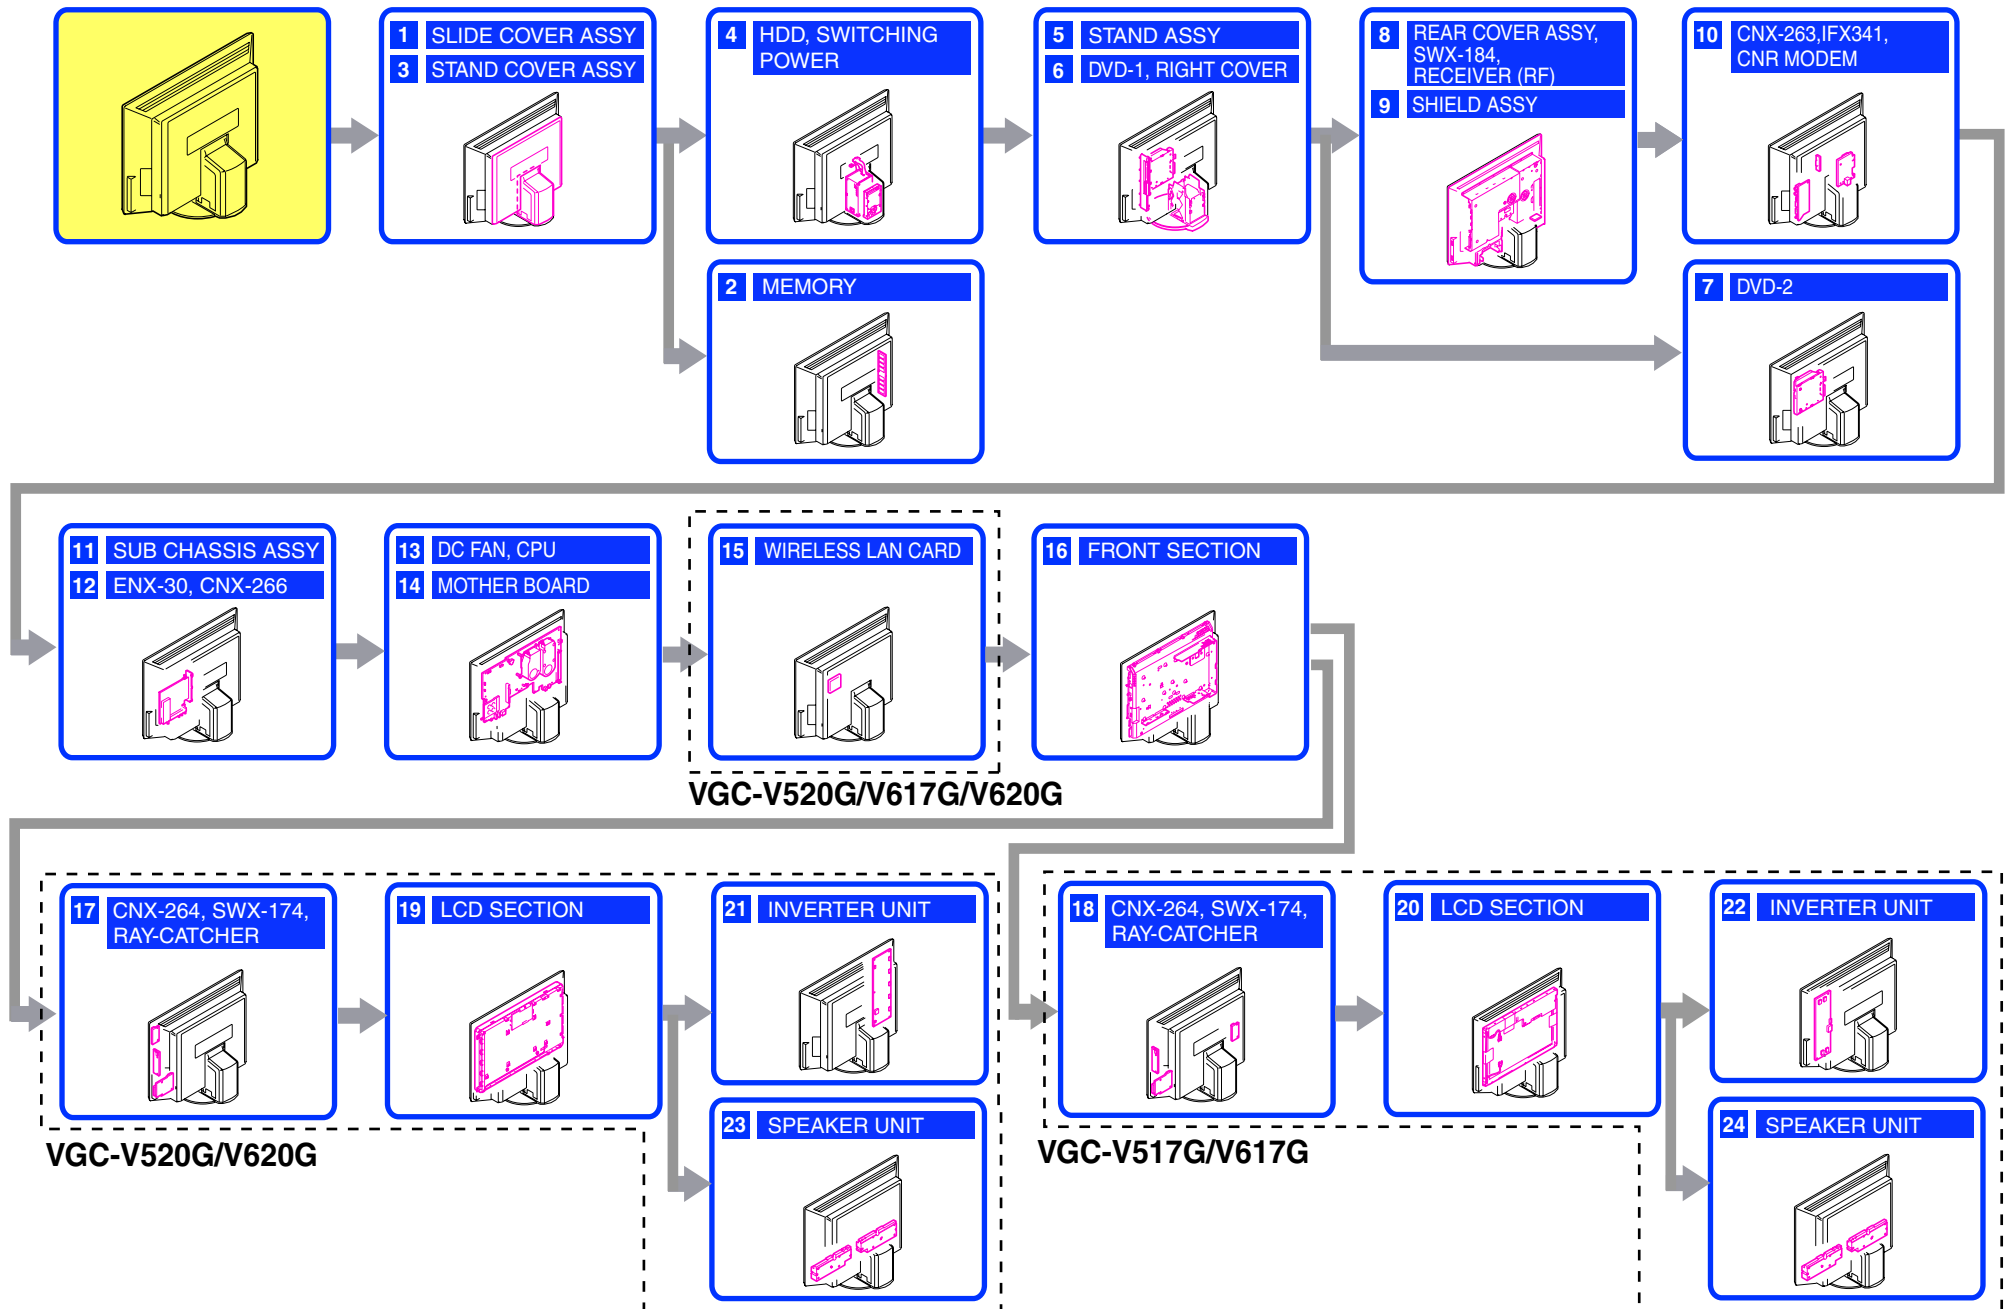 1 SLIDE COVER ASSY
3 STAND COVER ASSY
4 HDD, SWITCHING
POWER
5 STAND ASSY
6 DVD-1, RIGHT COVER
8 REAR COVER ASSY,
SWX-184,
RECEIVER (RF)
9 SHIELD ASSY
10 CNX-263,IFX341,
CNR MODEM
2 MEMORY
7 DVD-2
11 SUB CHASSIS ASSY
12 ENX-30, CNX-266
13 DC FAN, CPU
14 MOTHER BOARD
15 WIRELESS LAN CARD
16 FRONT SECTION
VGC-V520G/V617G/V620G
17 CNX-264, SWX-174,
RAY-CATCHER
19 LCD SECTION
21 INVERTER UNIT
23 SPEAKER UNIT
VGC-V520G/V620G
18 CNX-264, SWX-174,
RAY-CATCHER
20 LCD SECTION
22 INVERTER UNIT
24 SPEAKER UNIT
VGC-V517G/V617G